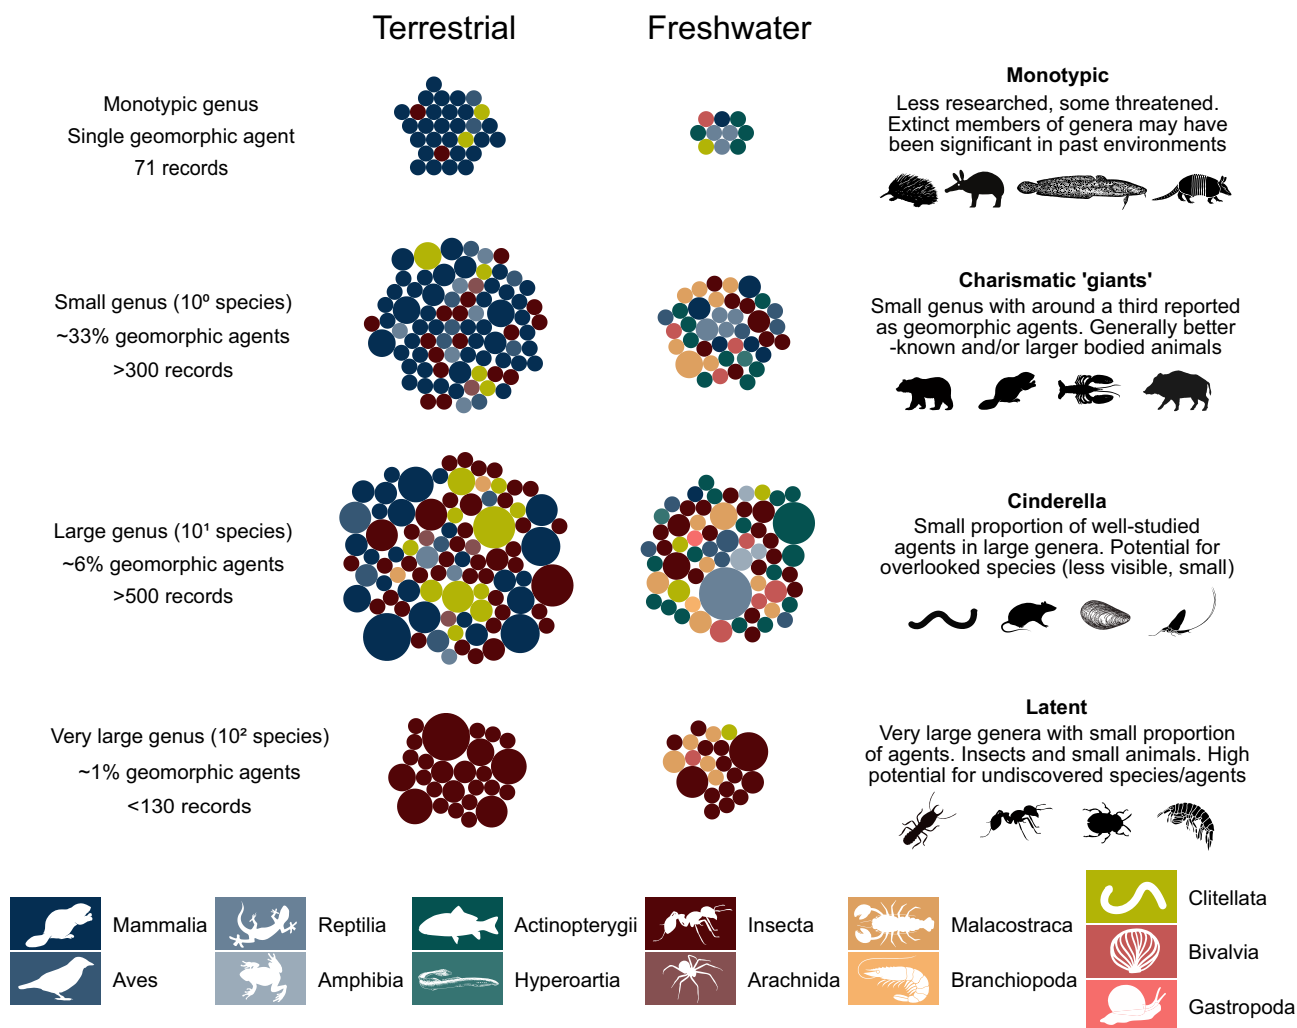 Terrestrial
Freshwater
Monotypic genus
Single geomorphic agent
71 records
Monotypic
Less researched, some threatened.
Extinct members of genera may have
been significant in past environments
Small genus (10⁰ species)
~33% geomorphic agents
>300 records
Charismatic 'giants'
Small genus with around a third reported
as geomorphic agents. Generally better
-known and/or larger bodied animals
Large genus (10¹ species)
~6% geomorphic agents
>500 records
Cinderella
Small proportion of well-studied
agents in large genera. Potential for
overlooked species (less visible, small)
Very large genus (10² species)
~1% geomorphic agents
<130 records
Latent
Very large genera with small proportion
of agents. Insects and small animals. High
potential for undiscovered species/agents
Mammalia
Aves
Reptilia
Amphibia
Actinopterygii
Hyperoartia
Insecta
Arachnida
Malacostraca
Branchiopoda
Clitellata
Bivalvia
Gastropoda